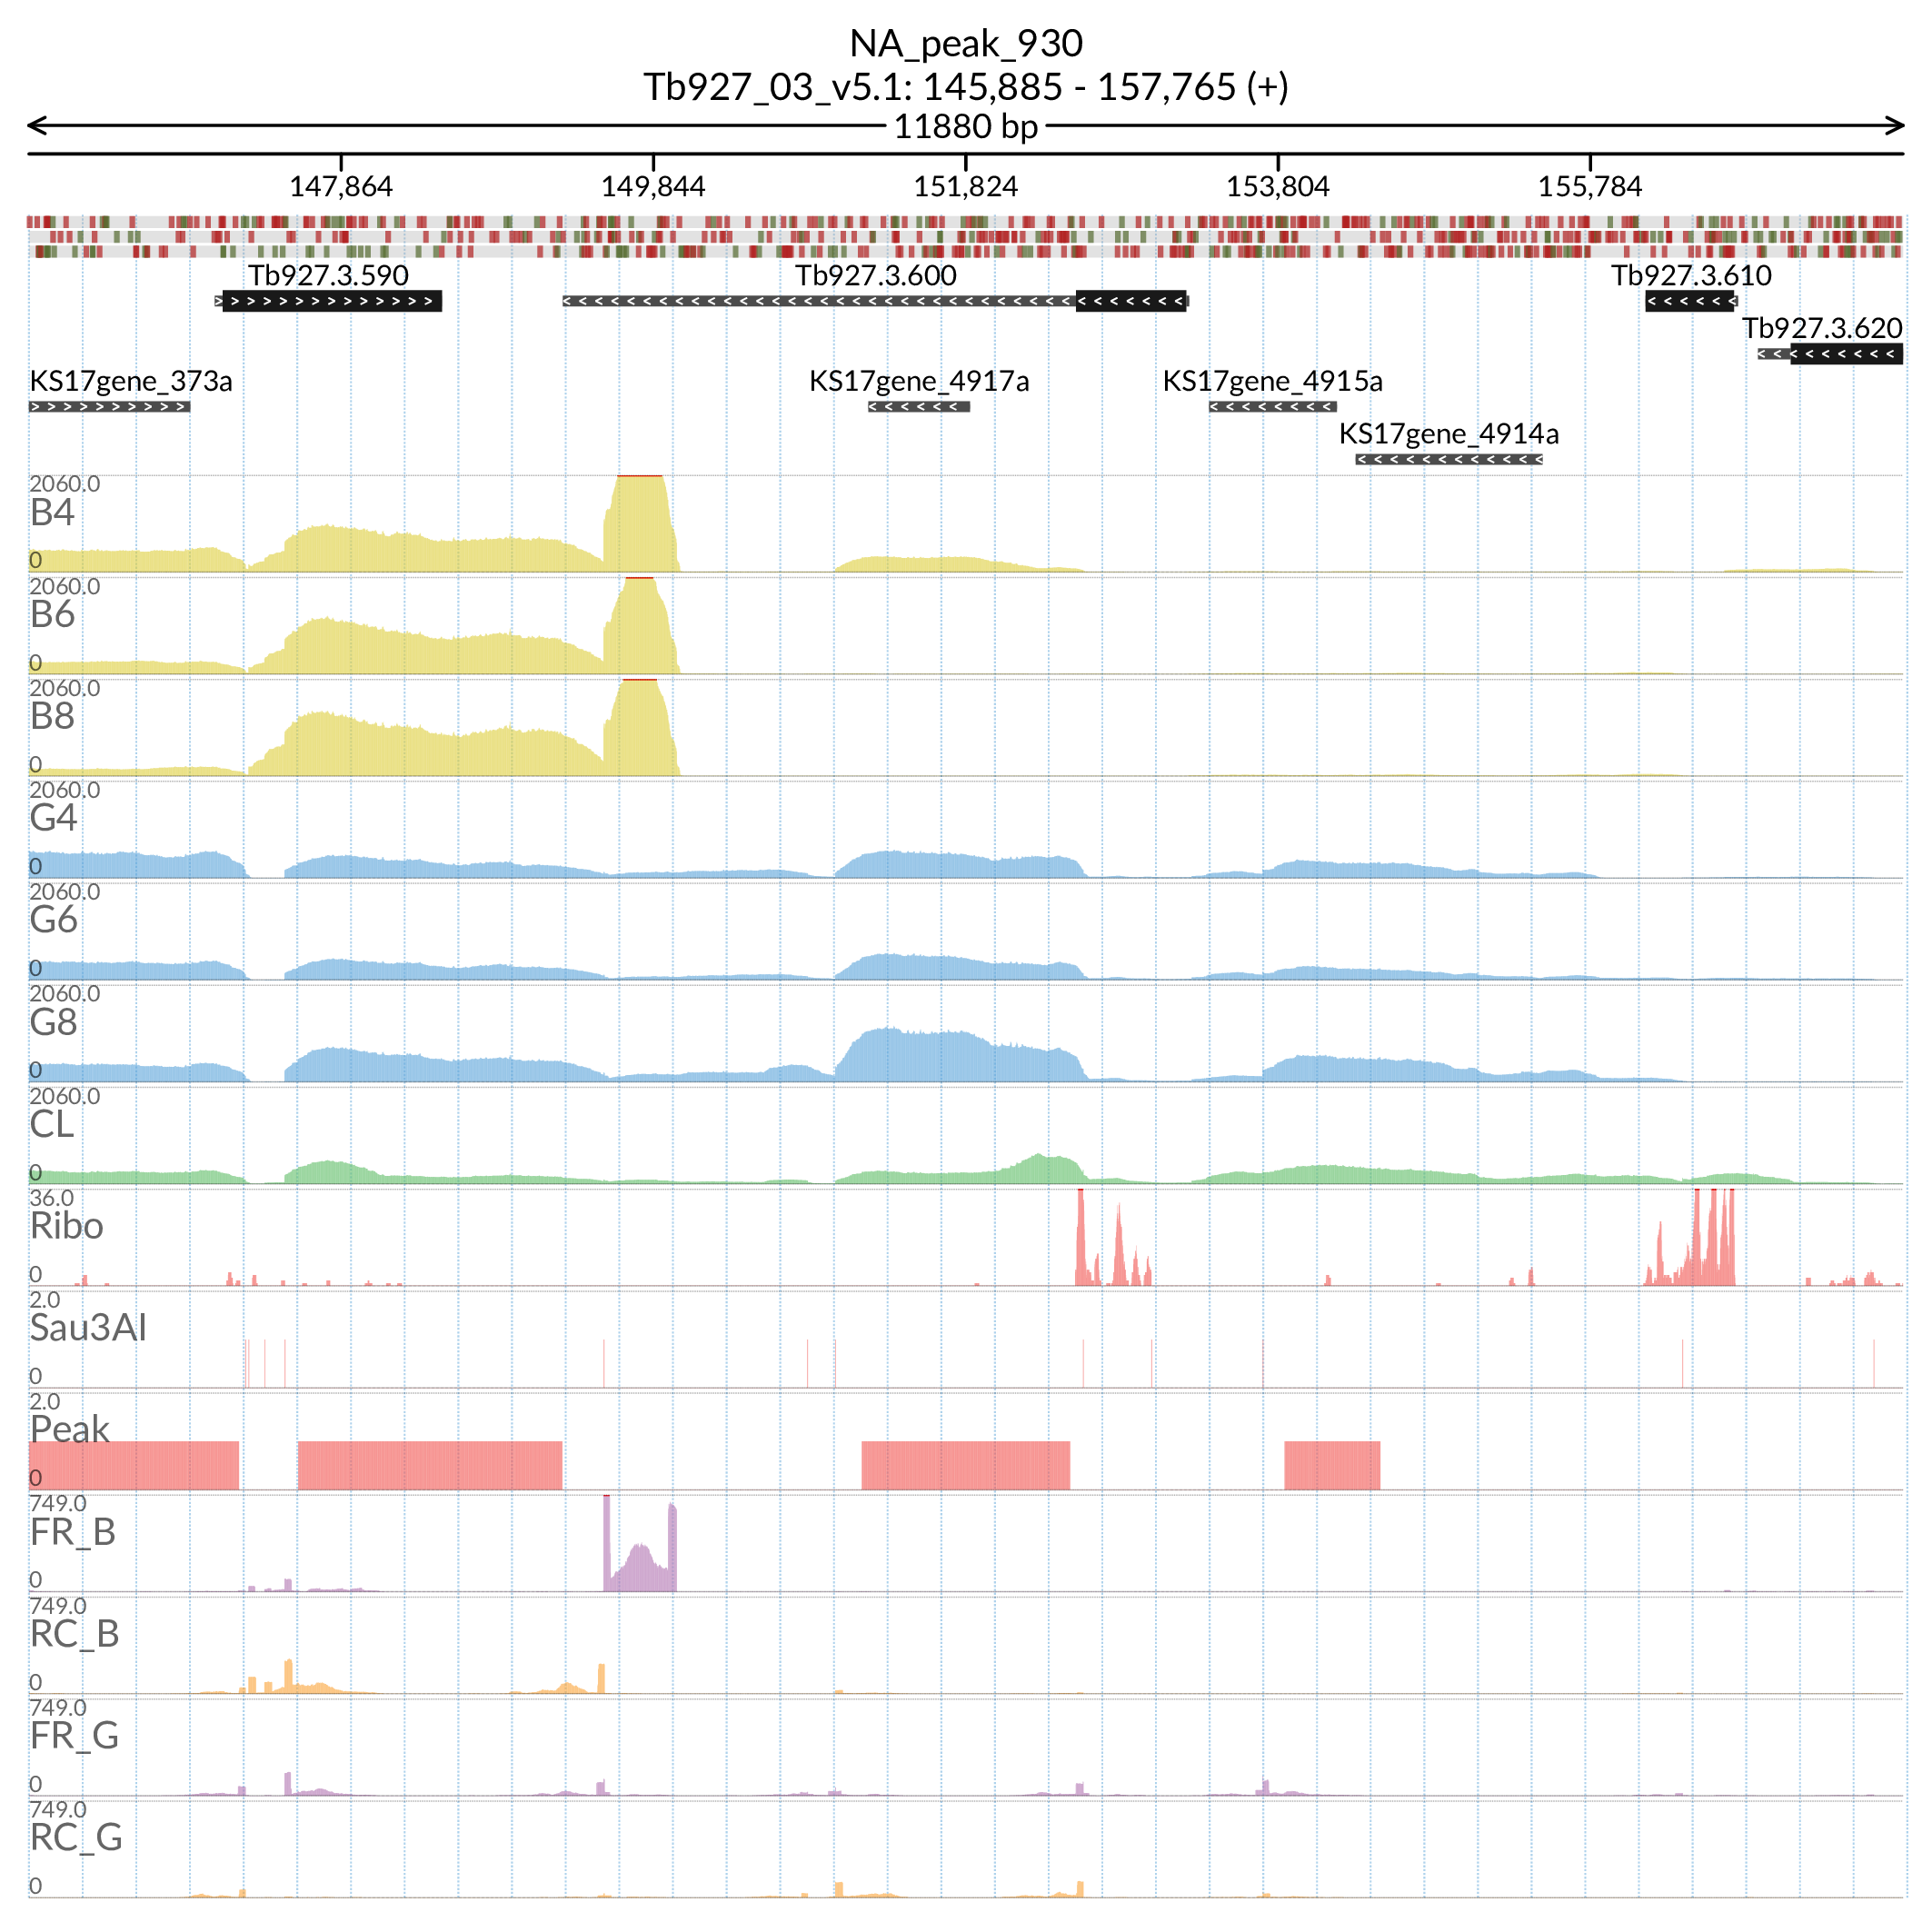 NA_peak_930
Tb927_03_v5.1: 145,885 - 157,765 (+)
11880 bp
147,864 149,844 151,824 153,804 155,784
Tb927.3.590 Tb927.3.600 Tb927.3.610
Tb927.3.620
KS17gene_373a KS17gene_4917a KS17gene_4915a
KS17gene_4914a
2060.0
B4
0
2060.0
B6
0
2060.0
B8
0
2060.0
G4
0
2060.0
G6
0
2060.0
G8
0
2060.0
CL
0
36.0
Ribo
0
2.0
Sau3AI
0
2.0
Peak
0
749.0
FR_B
0
749.0
RC_B
0
749.0
FR_G
0
749.0
RC_G
0